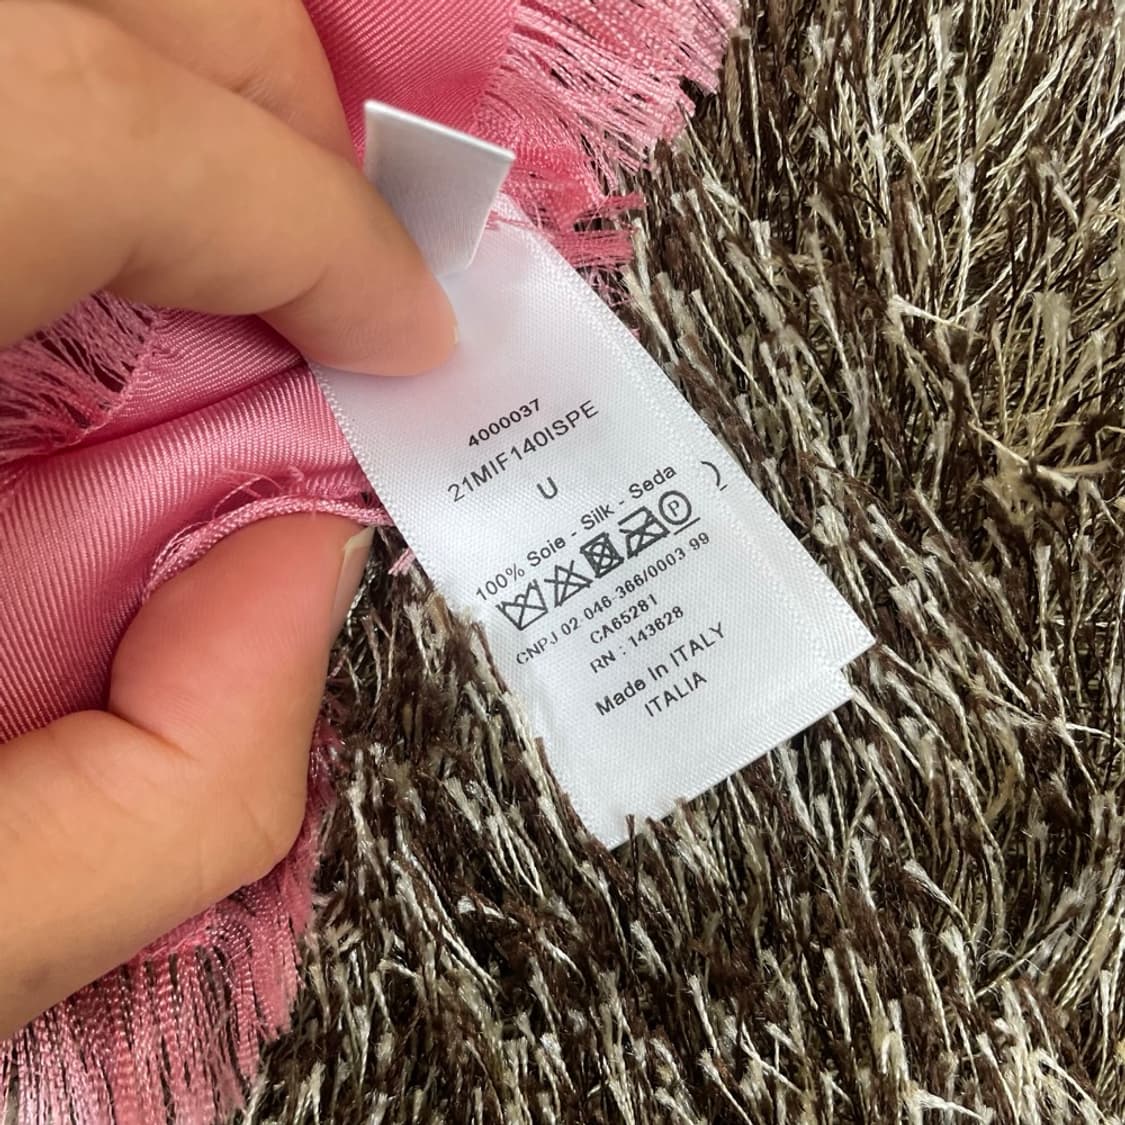 4000037
21MIF140ISPE
U
100% Soie - Silk - Seda
P
CNPJ 02-046-366/0003 99
CA65281
RN : 143628
Made In ITALY
ITALIA